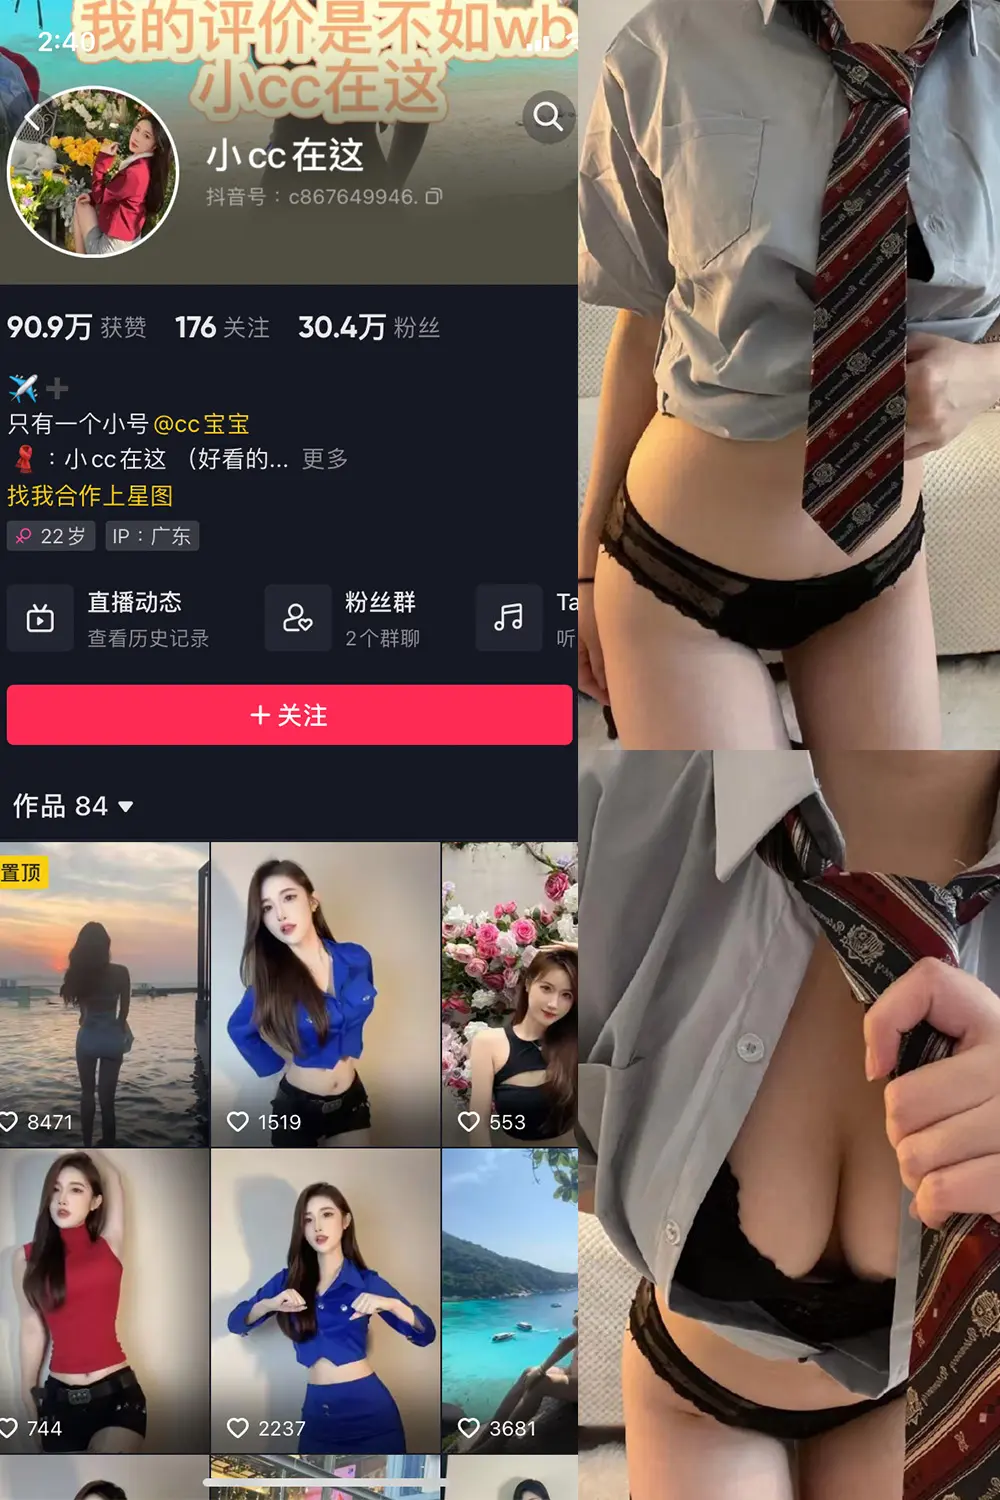 我的评价是不如wb
小cc在这
2:40
小cc在这
抖音号：c867649946.
90.9万 获赞 176 关注 30.4万 粉丝
只有一个小号@cc宝宝
：小cc在这 （好看的... 更多
找我合作上星图
22岁 IP：广东
直播动态 粉丝群 Ta
查看历史记录 2个群聊 听
+ 关注
作品 84
置顶
8471 1519 553
744 2237 3681